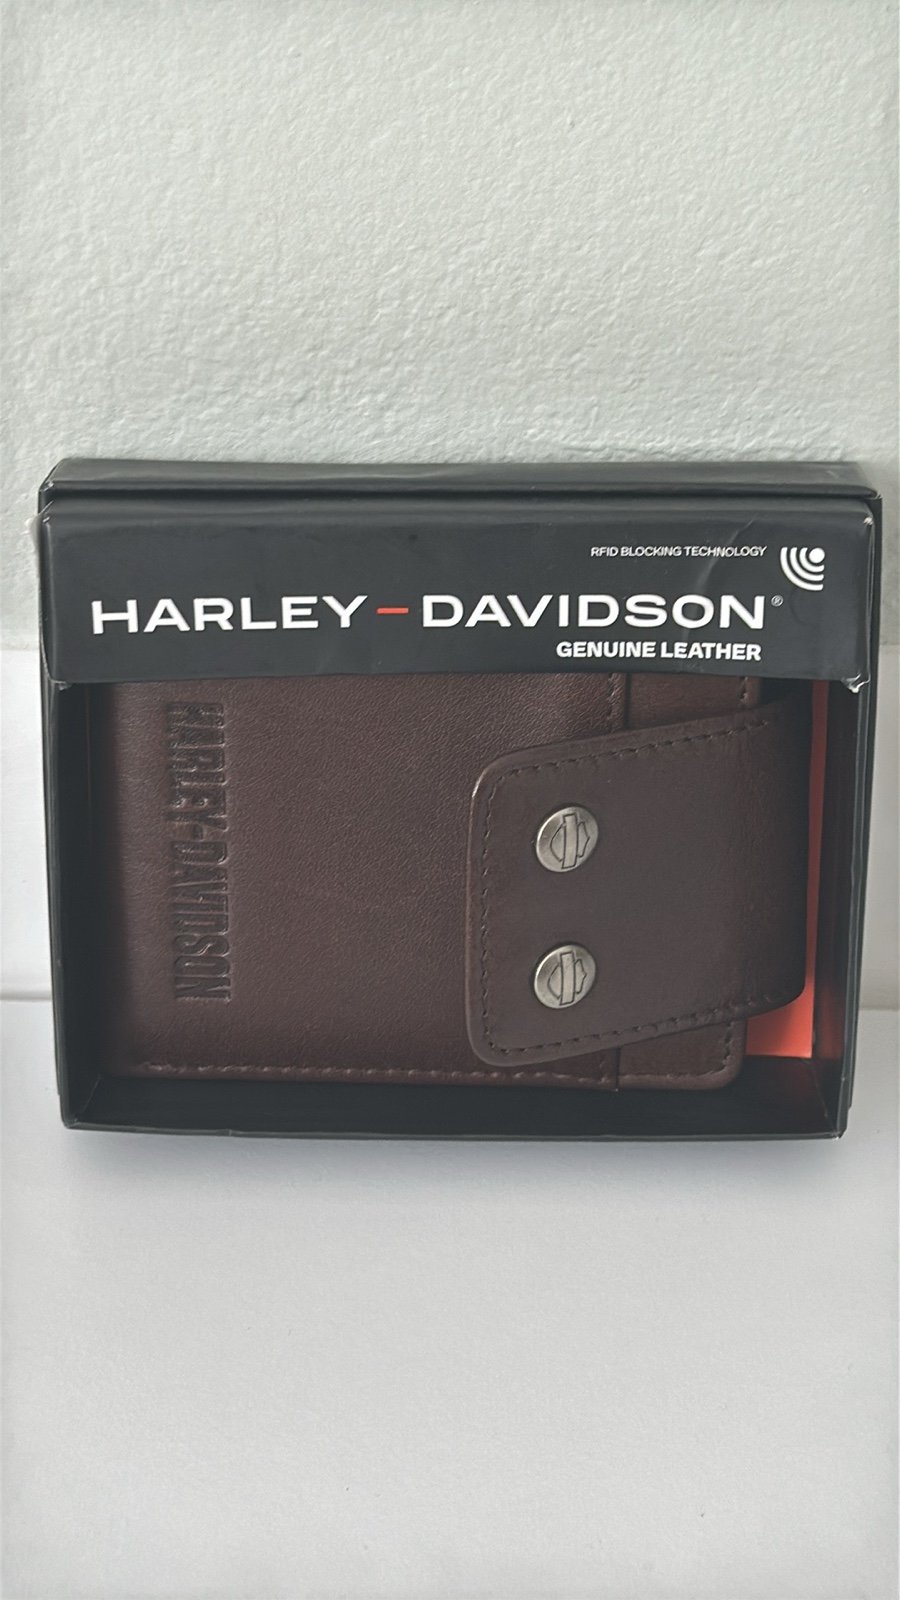 RFID BLOCKING TECHNOLOGY
HARLEY-DAVIDSON®
GENUINE LEATHER
HARLEY-DAVIDSON